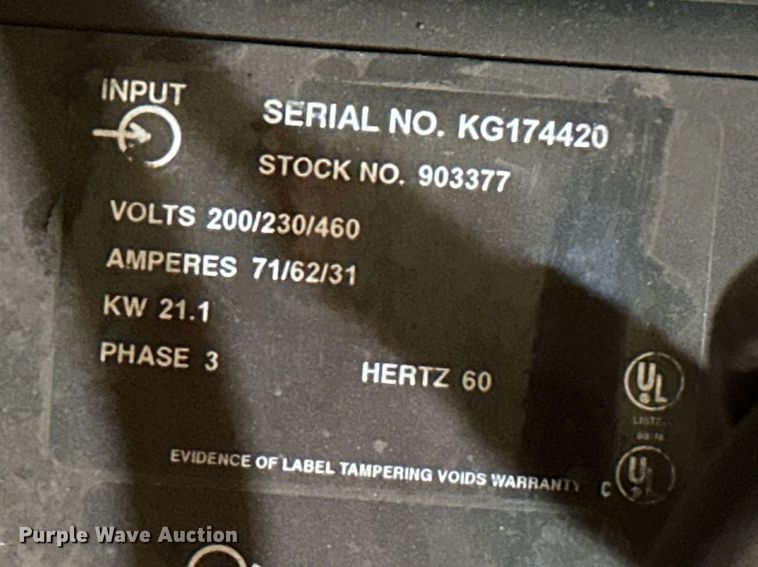 INPUT
SERIAL NO. KG174420
STOCK NO. 903377
VOLTS 200/230/460
AMPERES 71/62/31
KW 21.1
PHASE 3
HERTZ 60
UL
EVIDENCE OF LABEL TAMPERING VOIDS WARRANTY
C UL
Purple Wave Auction